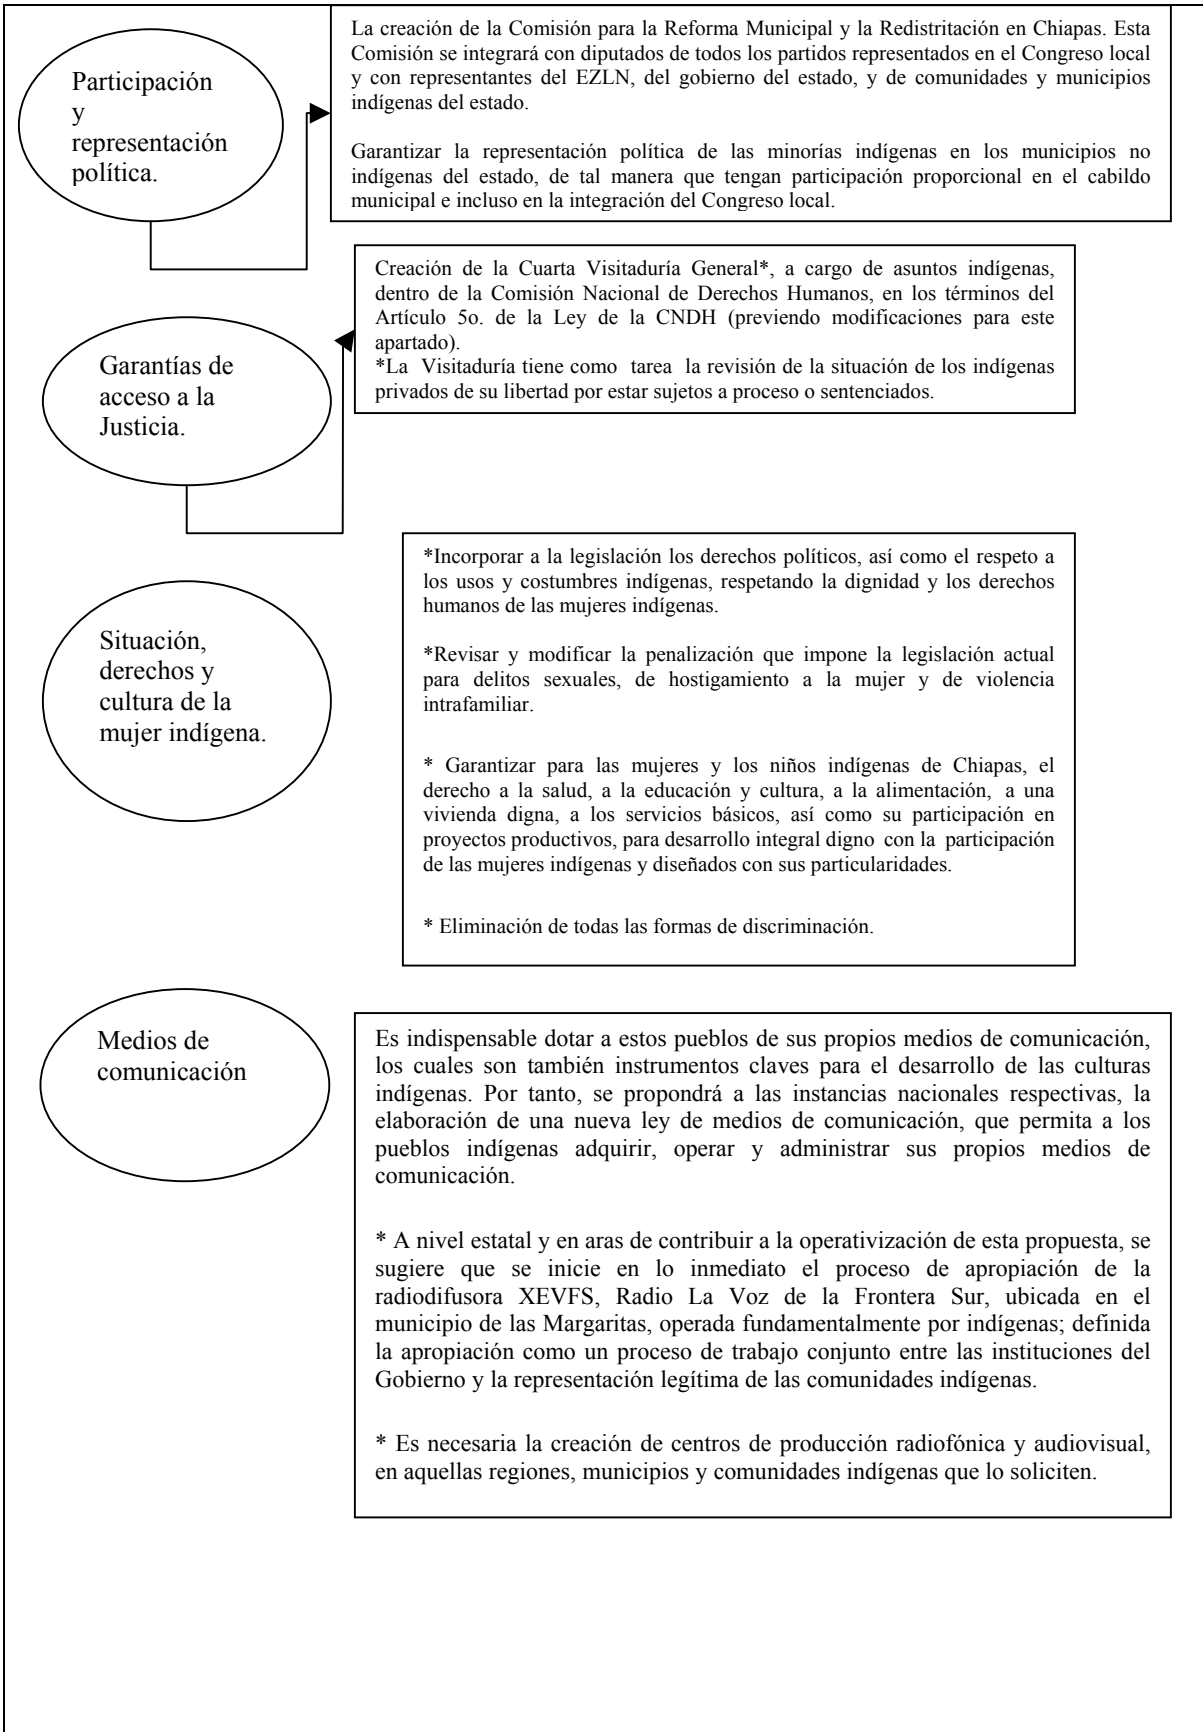 Participación
y
representación
política.
La creación de la Comisión para la Reforma Municipal y la Redistritación en Chiapas. Esta
Comisión se integrará con diputados de todos los partidos representados en el Congreso local
y con representantes del EZLN, del gobierno del estado, y de comunidades y municipios
indígenas del estado.
Garantizar la representación política de las minorías indígenas en los municipios no
indígenas del estado, de tal manera que tengan participación proporcional en el cabildo
municipal e incluso en la integración del Congreso local.
Garantías de
acceso a la
Justicia.
Creación de la Cuarta Visitaduría General*, a cargo de asuntos indígenas,
dentro de la Comisión Nacional de Derechos Humanos, en los términos del
Artículo 5o. de la Ley de la CNDH (previendo modificaciones para este
apartado).
*La Visitaduría tiene como tarea la revisión de la situación de los indígenas
privados de su libertad por estar sujetos a proceso o sentenciados.
Situación,
derechos y
cultura de la
mujer indígena.
*Incorporar a la legislación los derechos políticos, así como el respeto a
los usos y costumbres indígenas, respetando la dignidad y los derechos
humanos de las mujeres indígenas.
*Revisar y modificar la penalización que impone la legislación actual
para delitos sexuales, de hostigamiento a la mujer y de violencia
intrafamiliar.
* Garantizar para las mujeres y los niños indígenas de Chiapas, el
derecho a la salud, a la educación y cultura, a la alimentación, a una
vivienda digna, a los servicios básicos, así como su participación en
proyectos productivos, para desarrollo integral digno con la participación
de las mujeres indígenas y diseñados con sus particularidades.
* Eliminación de todas las formas de discriminación.
Medios de
comunicación
Es indispensable dotar a estos pueblos de sus propios medios de comunicación,
los cuales son también instrumentos claves para el desarrollo de las culturas
indígenas. Por tanto, se propondrá a las instancias nacionales respectivas, la
elaboración de una nueva ley de medios de comunicación, que permita a los
pueblos indígenas adquirir, operar y administrar sus propios medios de
comunicación.
* A nivel estatal y en aras de contribuir a la operativización de esta propuesta, se
sugiere que se inicie en lo inmediato el proceso de apropiación de la
radiodifusora XEVFS, Radio La Voz de la Frontera Sur, ubicada en el
municipio de las Margaritas, operada fundamentalmente por indígenas; definida
la apropiación como un proceso de trabajo conjunto entre las instituciones del
Gobierno y la representación legítima de las comunidades indígenas.
* Es necesaria la creación de centros de producción radiofónica y audiovisual,
en aquellas regiones, municipios y comunidades indígenas que lo soliciten.